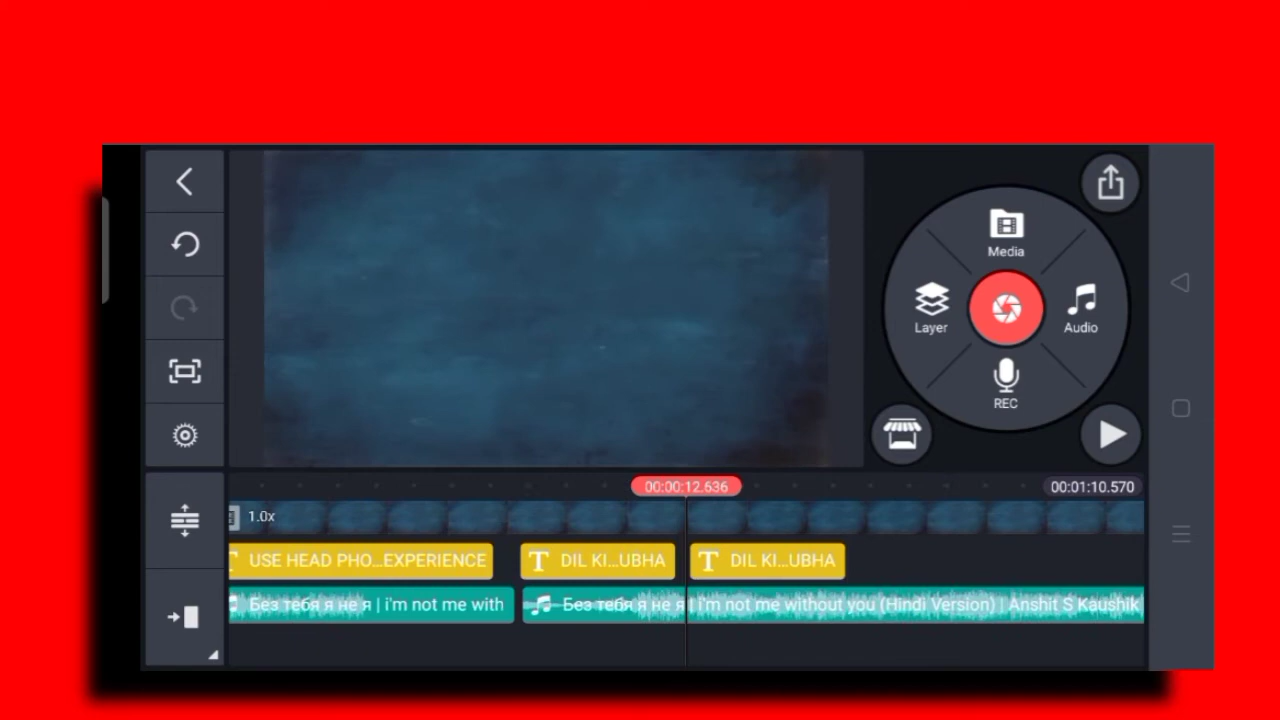 Media
Layer
Audio
REC
00:00:12.636
00:01:10.570
1.0x
USE HEAD PHO...EXPERIENCE
DIL KI...UBHA
DIL KI...UBHA
Без тебя я не я | i'm not me with
Без тебя я не я | I'm not me without you (Hindi Version) | Anshit S Kaushik